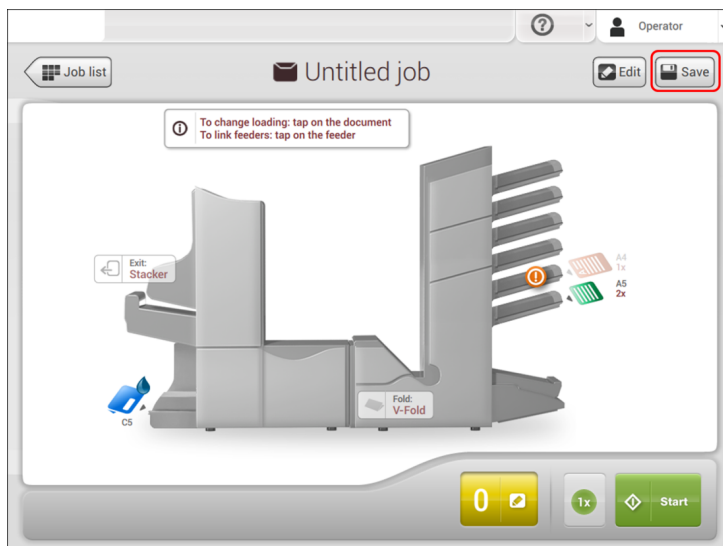 ?
Operator
Job list
Untitled job
Edit
Save
To change loading: tap on the document
To link feeders: tap on the feeder
Exit:
Stacker
A4
1x
A5
2x
C5
Fold:
V-Fold
0
1x
Start